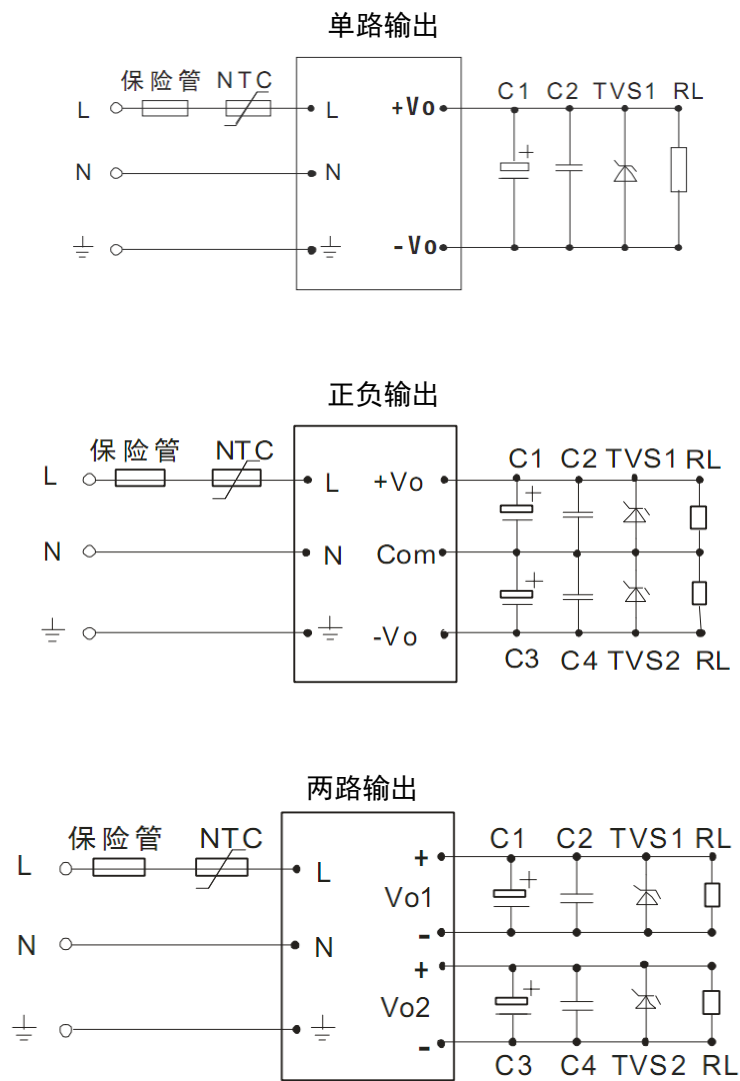 单路输出
保险管 NTC
C1 C2 TVS1 RL
L L +Vo
N N
-Vo
正负输出
保险管 NTC
C1 C2 TVS1 RL
L L +Vo
N N Com
-Vo
C3 C4 TVS2 RL
两路输出
保险管 NTC
C1 C2 TVS1 RL
L L +
Vo1
N N -
+
Vo2
-
C3 C4 TVS2 RL